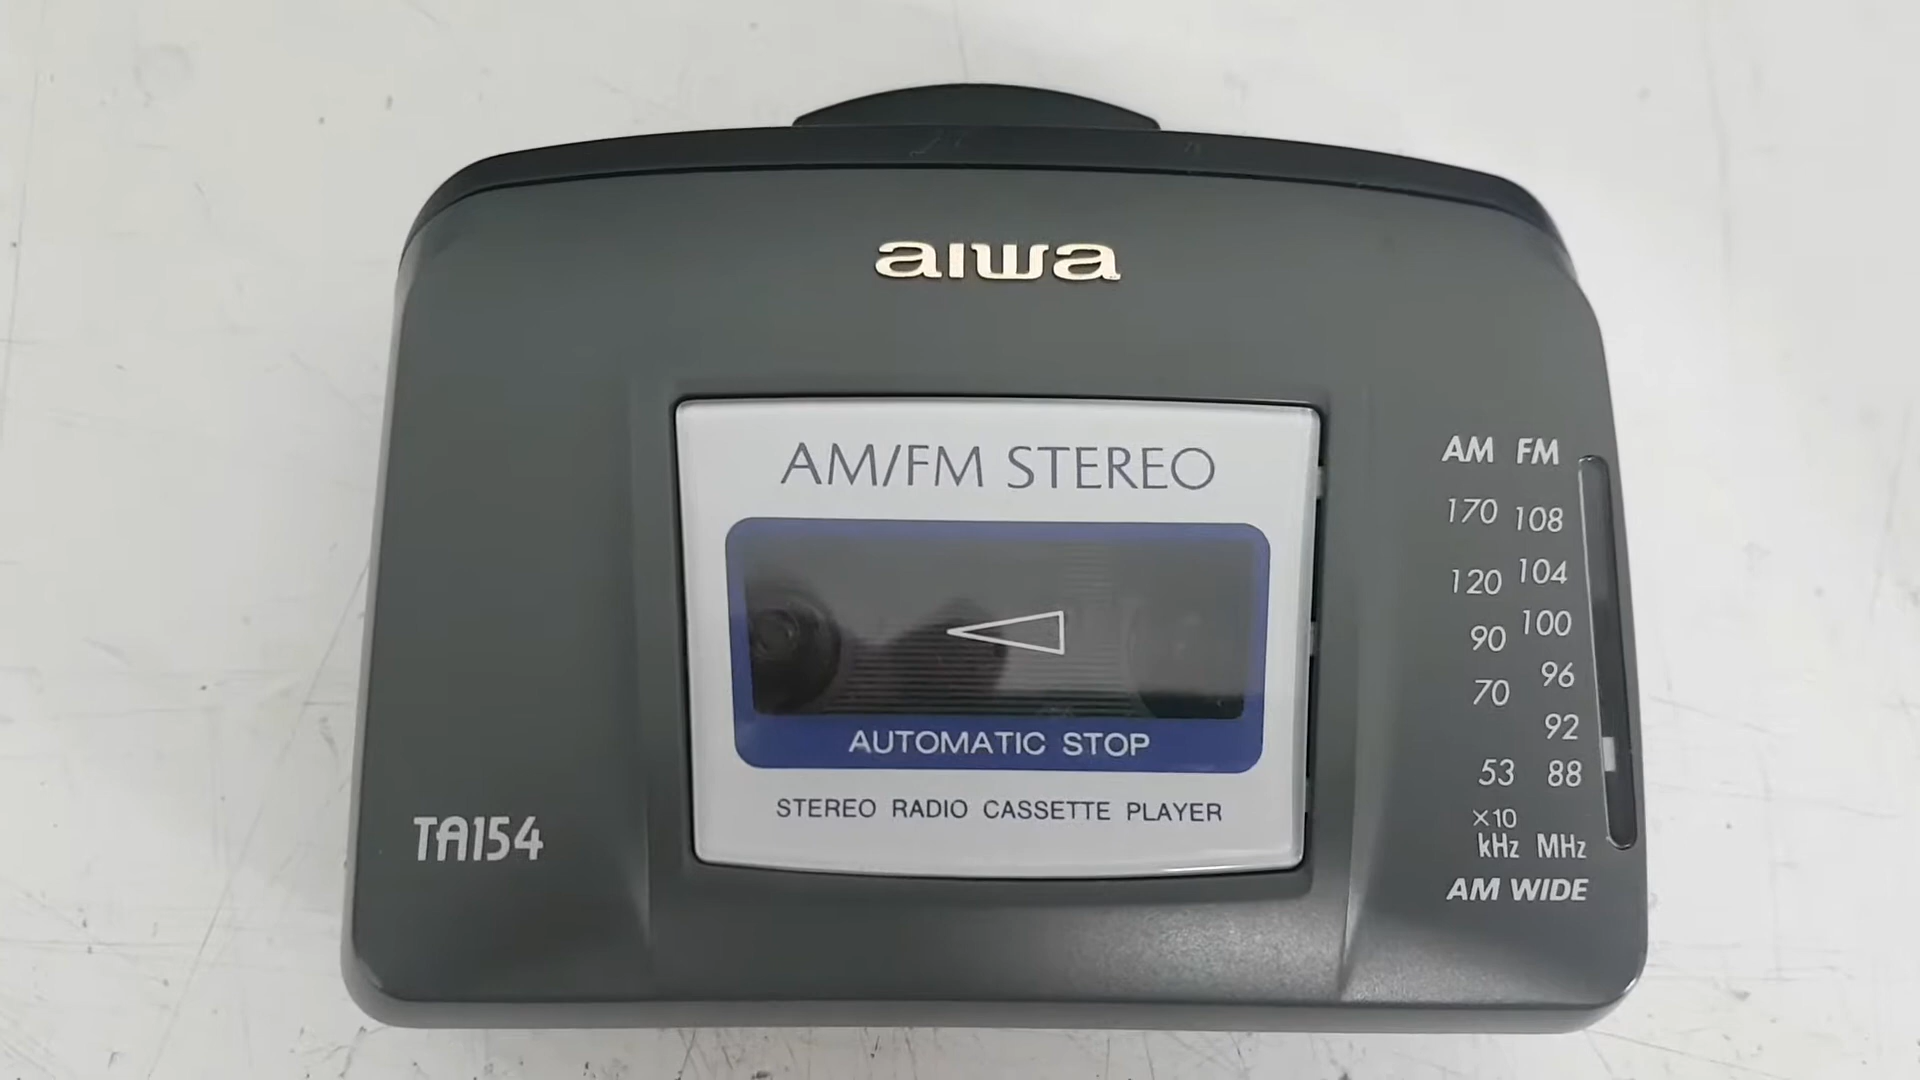 aiwa
AM/FM STEREO
AUTOMATIC STOP
STEREO RADIO CASSETTE PLAYER
TA154
AM FM
170 108
120 104
90 100
70 96
92
53 88
×10
kHz MHz
AM WIDE